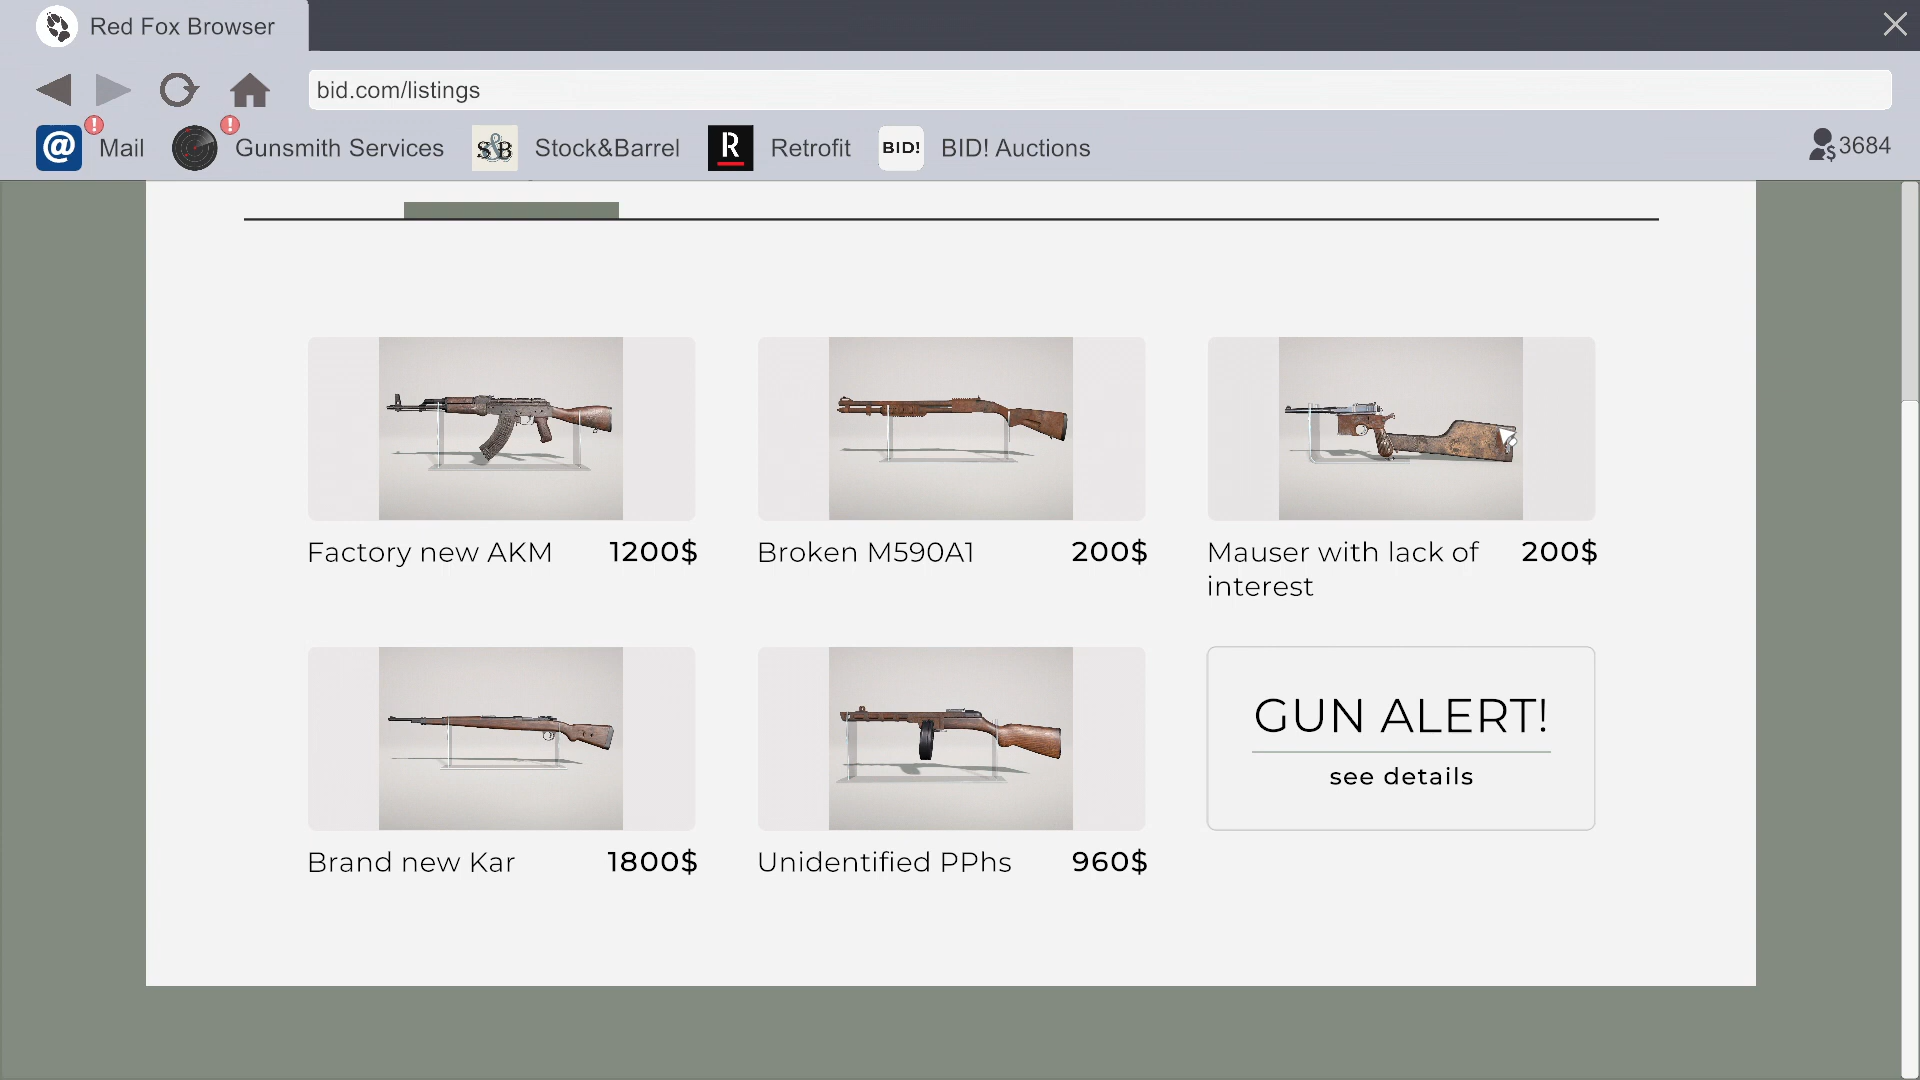 Red Fox Browser
bid.com/listings
@ Mail ! Gunsmith Services ! S&B Stock&Barrel R Retrofit BID! BID! Auctions $ 3684
Factory new AKM 1200$ Broken M590A1 200$ Mauser with lack of 200$
interest
GUN ALERT!
see details
Brand new Kar 1800$ Unidentified PPhs 960$